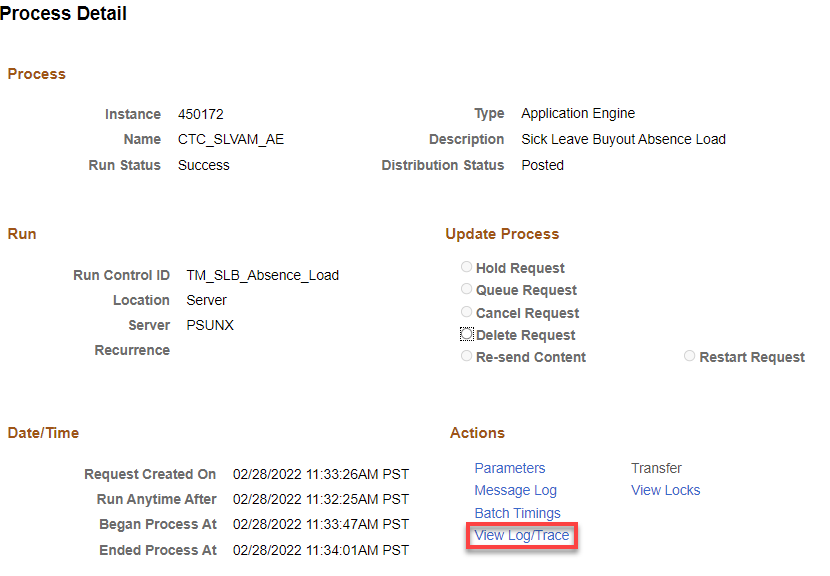 Process Detail
Process
Instance 450172 Type Application Engine
Name CTC_SLVAM_AE Description Sick Leave Buyout Absence Load
Run Status Success Distribution Status Posted
Run Update Process
Run Control ID TM_SLB_Absence_Load Hold Request
Location Server Queue Request
Server PSUNX Cancel Request
Recurrence Delete Request
Re-send Content Restart Request
Date/Time Actions
Request Created On 02/28/2022 11:33:26AM PST Parameters Transfer
Run Anytime After 02/28/2022 11:32:25AM PST Message Log View Locks
Began Process At 02/28/2022 11:33:47AM PST Batch Timings
Ended Process At 02/28/2022 11:34:01AM PST View Log/Trace